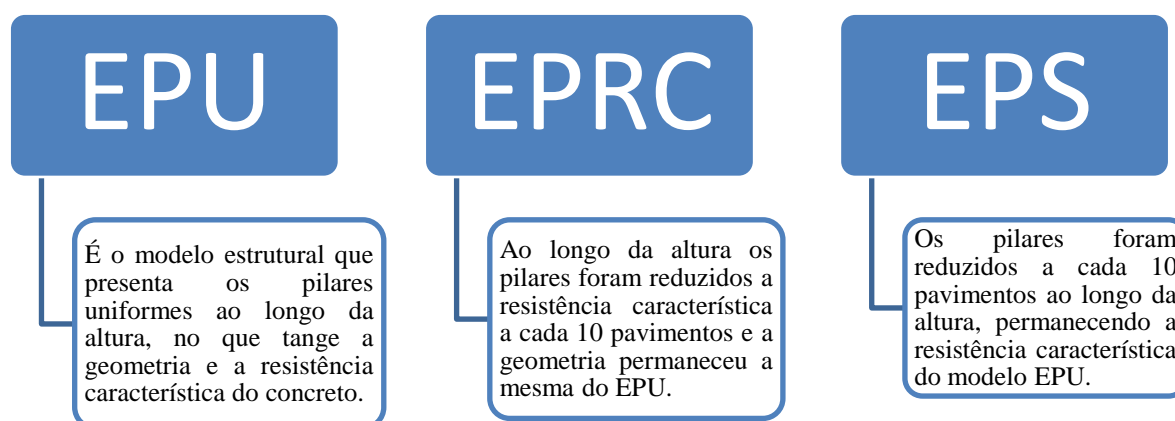 EPU
É o modelo estrutural que
presenta os pilares
uniformes ao longo da
altura, no que tange a
geometria e a resistência
característica do concreto.
EPRC
Ao longo da altura os
pilares foram reduzidos a
resistência característica
a cada 10 pavimentos e a
geometria permaneceu a
mesma do EPU.
EPS
Os pilares foram
reduzidos a cada 10
pavimentos ao longo da
altura, permanecendo a
resistência característica
do modelo EPU.